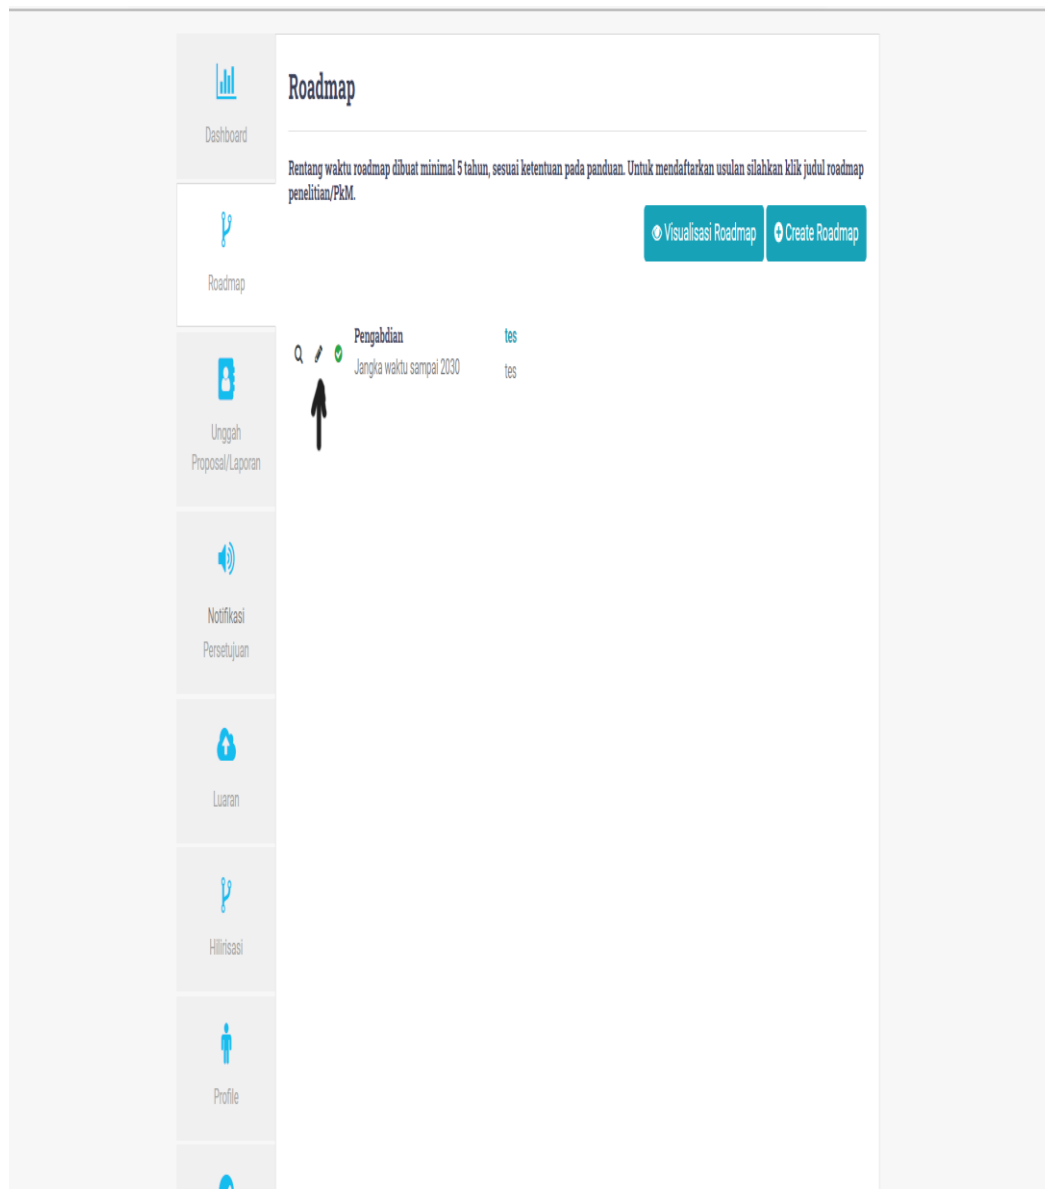 Dashboard
Roadmap
Unggah
Proposal/Laporan
Notifikasi
Persetujuan
Luaran
Hilirisasi
Profile
Roadmap
Rentang waktu roadmap dibuat minimal 5 tahun, sesuai ketentuan pada panduan. Untuk mendaftarkan usulan silahkan klik judul roadmap
penelitian/PkM.
Visualisasi Roadmap
Create Roadmap
Pengabdian
Jangka waktu sampai 2030
tes
tes